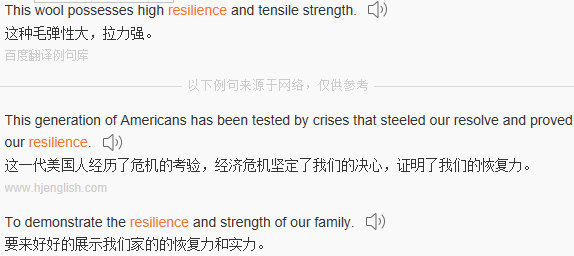 This wool possesses high resilience and tensile strength.
这种毛弹性大，拉力强。
百度翻译例句库
以下例句来源于网络，仅供参考
This generation of Americans has been tested by crises that steeled our resolve and proved
our resilience.
这一代美国人经历了危机的考验，经济危机坚定了我们的决心，证明了我们的恢复力。
www.hjenglish.com
To demonstrate the resilience and strength of our family.
要来好好的展示我们家的的恢复力和实力。